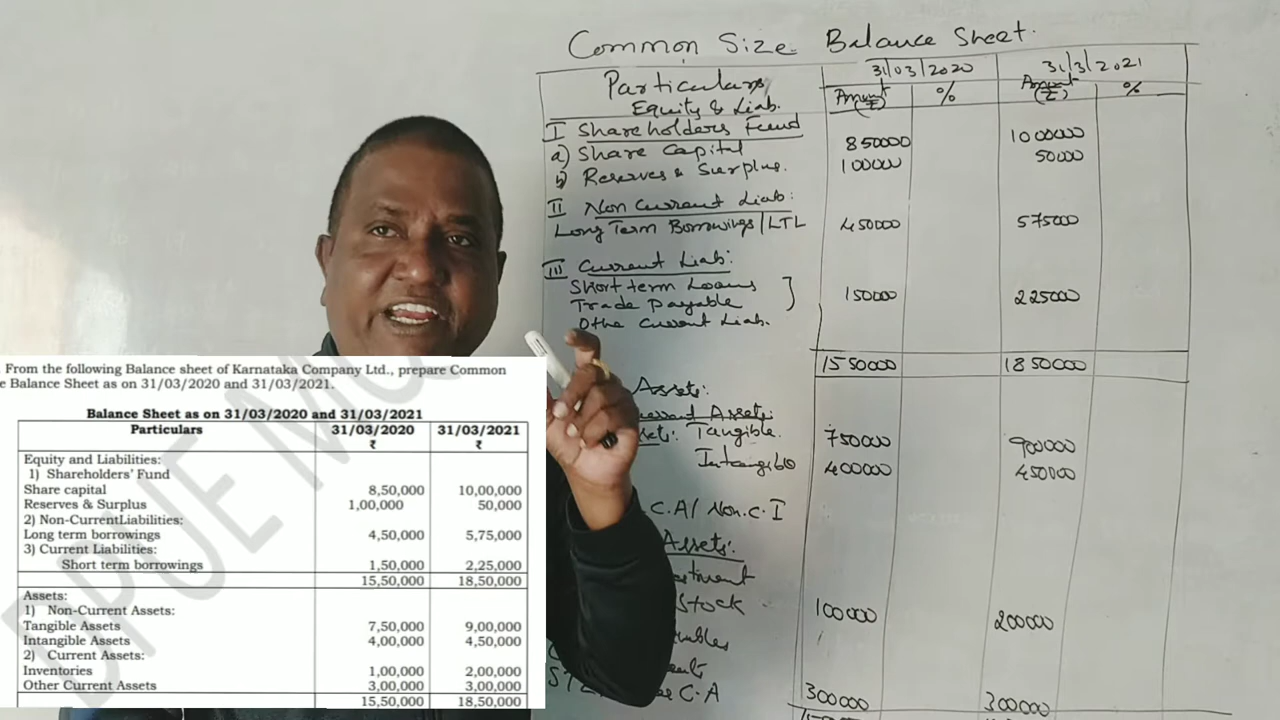 Common Size Balance Sheet.
Particulars 31/03/2020 31/3/2021
Equity & Liab. Amount (₹) % Amount (₹) %
I Shareholders Fund
a) Share Capital 850000 1000000
b) Reserves & Surplus. 100000 50000
II Non Current Liab:
Long Term Borrowings/LTL 450000 575000
III Current Liab:
Short term Loans
Trade Payable 150000 225000
Othe Current Liab.
1550000 1850000
Assets:
Assets:
Tangible. 750000 900000
Intangible 400000 450000
C.A/ Non.C.I
Assets:
Stock 100000 200000
C.A 300000 300000
From the following Balance sheet of Karnataka Company Ltd., prepare Common
e Balance Sheet as on 31/03/2020 and 31/03/2021.
Balance Sheet as on 31/03/2020 and 31/03/2021
Particulars 31/03/2020 ₹ 31/03/2021 ₹
Equity and Liabilities:
1) Shareholders' Fund
Share capital 8,50,000 10,00,000
Reserves & Surplus 1,00,000 50,000
2) Non-CurrentLiabilities:
Long term borrowings 4,50,000 5,75,000
3) Current Liabilities:
Short term borrowings 1,50,000 2,25,000
15,50,000 18,50,000
Assets:
1) Non-Current Assets:
Tangible Assets 7,50,000 9,00,000
Intangible Assets 4,00,000 4,50,000
2) Current Assets:
Inventories 1,00,000 2,00,000
Other Current Assets 3,00,000 3,00,000
15,50,000 18,50,000